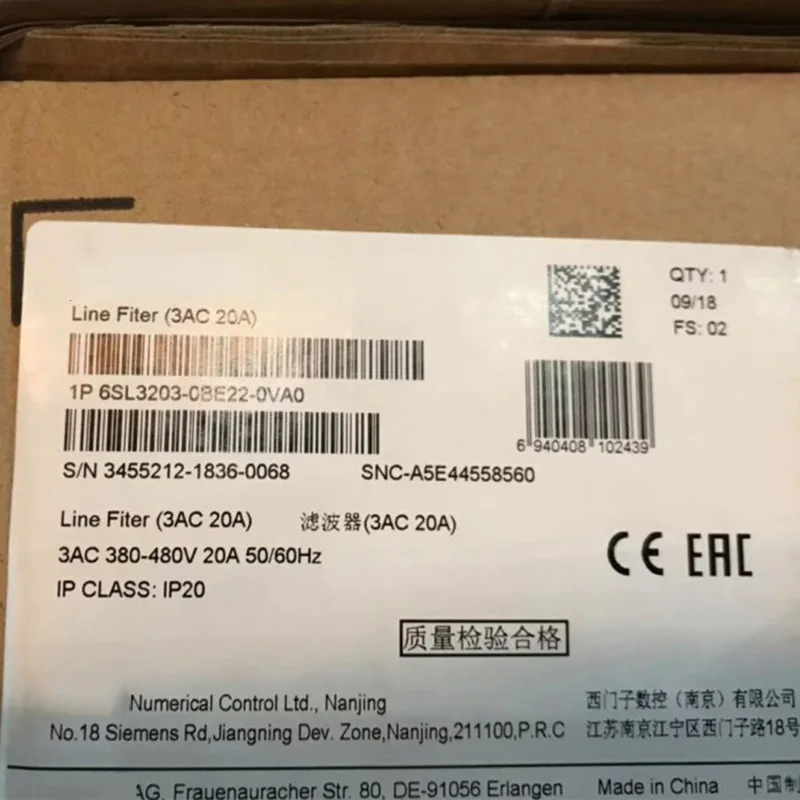 QTY: 1
09/18
FS: 02
Line Fiter (3AC 20A)
1P 6SL3203-0BE22-0VA0
6 940408 102439
S/N 3455212-1836-0068 SNC-A5E44558560
Line Fiter (3AC 20A) 滤波器(3AC 20A)
3AC 380-480V 20A 50/60Hz
IP CLASS: IP20
CE EAC
质量检验合格
Numerical Control Ltd., Nanjing 西门子数控（南京）有限公司
No.18 Siemens Rd,Jiangning Dev. Zone,Nanjing,211100,P.R.C 江苏南京江宁区西门子路18号
AG, Frauenauracher Str. 80, DE-91056 Erlangen Made in China 中国制